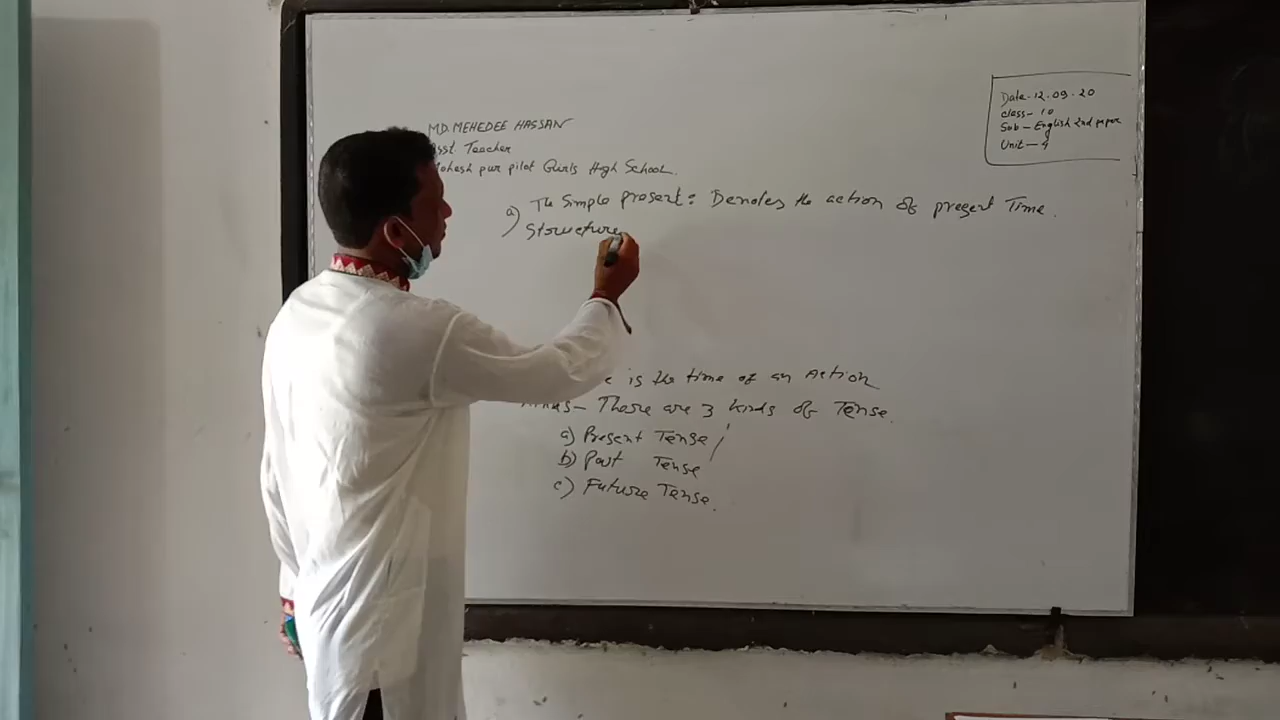 MD. MEHEDEE HASSAN
Asst. Teacher
Mohesh pur pilot Girls High School.
Date-12.09.20
class-10
Sub-English 2nd paper
Unit-4
a) The Simple present: Denotes the action of present Time.
Structure
is the time of an Action
There are 3 kinds of Tense.
a) Present Tense
b) Past Tense
c) Future Tense.